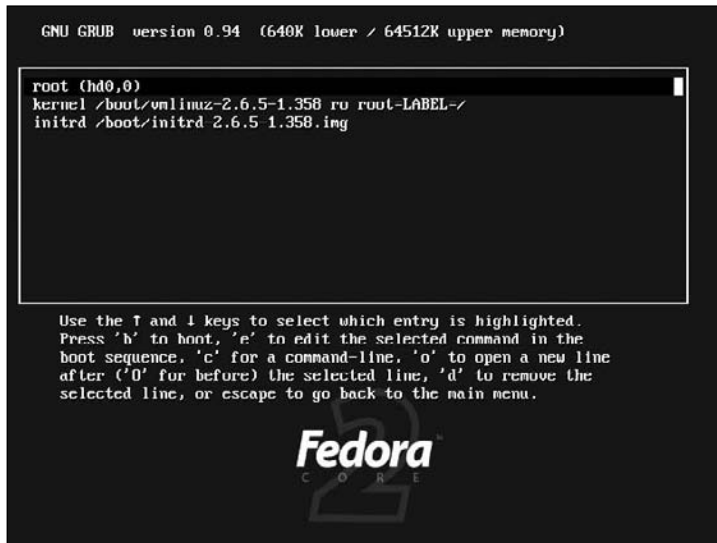 GNU GRUB version 0.94 (640K lower / 64512K upper memory)
root (hd0,0)
kernel /boot/vmlinuz-2.6.5-1.358 ro root=LABEL=/
initrd /boot/initrd-2.6.5-1.358.img
Use the ↑ and ↓ keys to select which entry is highlighted.
Press 'b' to boot, 'e' to edit the selected command in the
boot sequence, 'c' for a command-line, 'o' to open a new line
after ('O' for before) the selected line, 'd' to remove the
selected line, or escape to go back to the main menu.
Fedora™
CORE
2